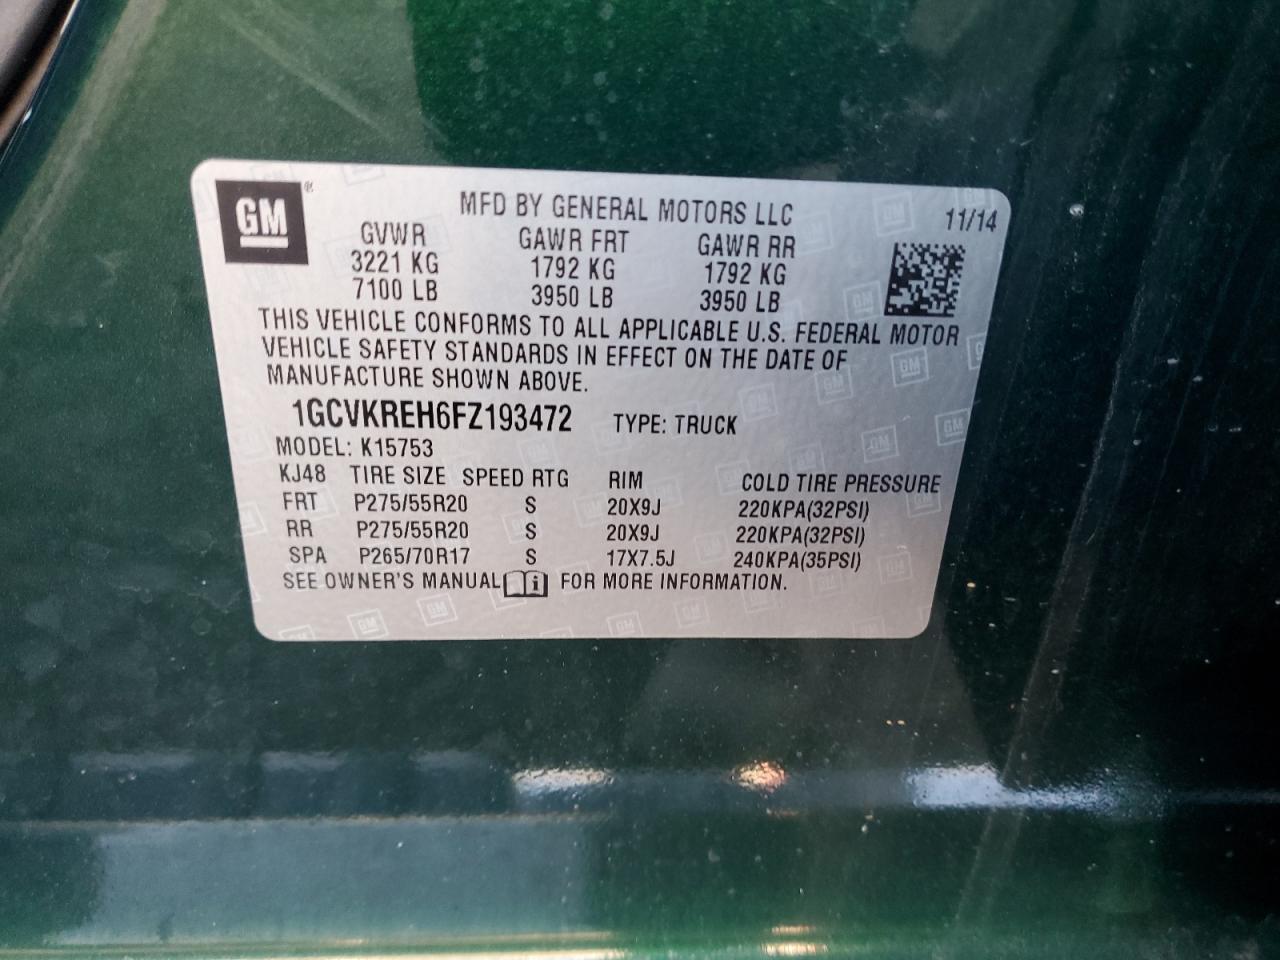 GM®
MFD BY GENERAL MOTORS LLC 11/14
GVWR GAWR FRT GAWR RR
3221 KG 1792 KG 1792 KG
7100 LB 3950 LB 3950 LB
THIS VEHICLE CONFORMS TO ALL APPLICABLE U.S. FEDERAL MOTOR
VEHICLE SAFETY STANDARDS IN EFFECT ON THE DATE OF
MANUFACTURE SHOWN ABOVE.
1GCVKREH6FZ193472 TYPE: TRUCK
MODEL: K15753
KJ48 TIRE SIZE SPEED RTG RIM COLD TIRE PRESSURE
FRT P275/55R20 S 20X9J 220KPA(32PSI)
RR P275/55R20 S 20X9J 220KPA(32PSI)
SPA P265/70R17 S 17X7.5J 240KPA(35PSI)
SEE OWNER'S MANUAL i FOR MORE INFORMATION.